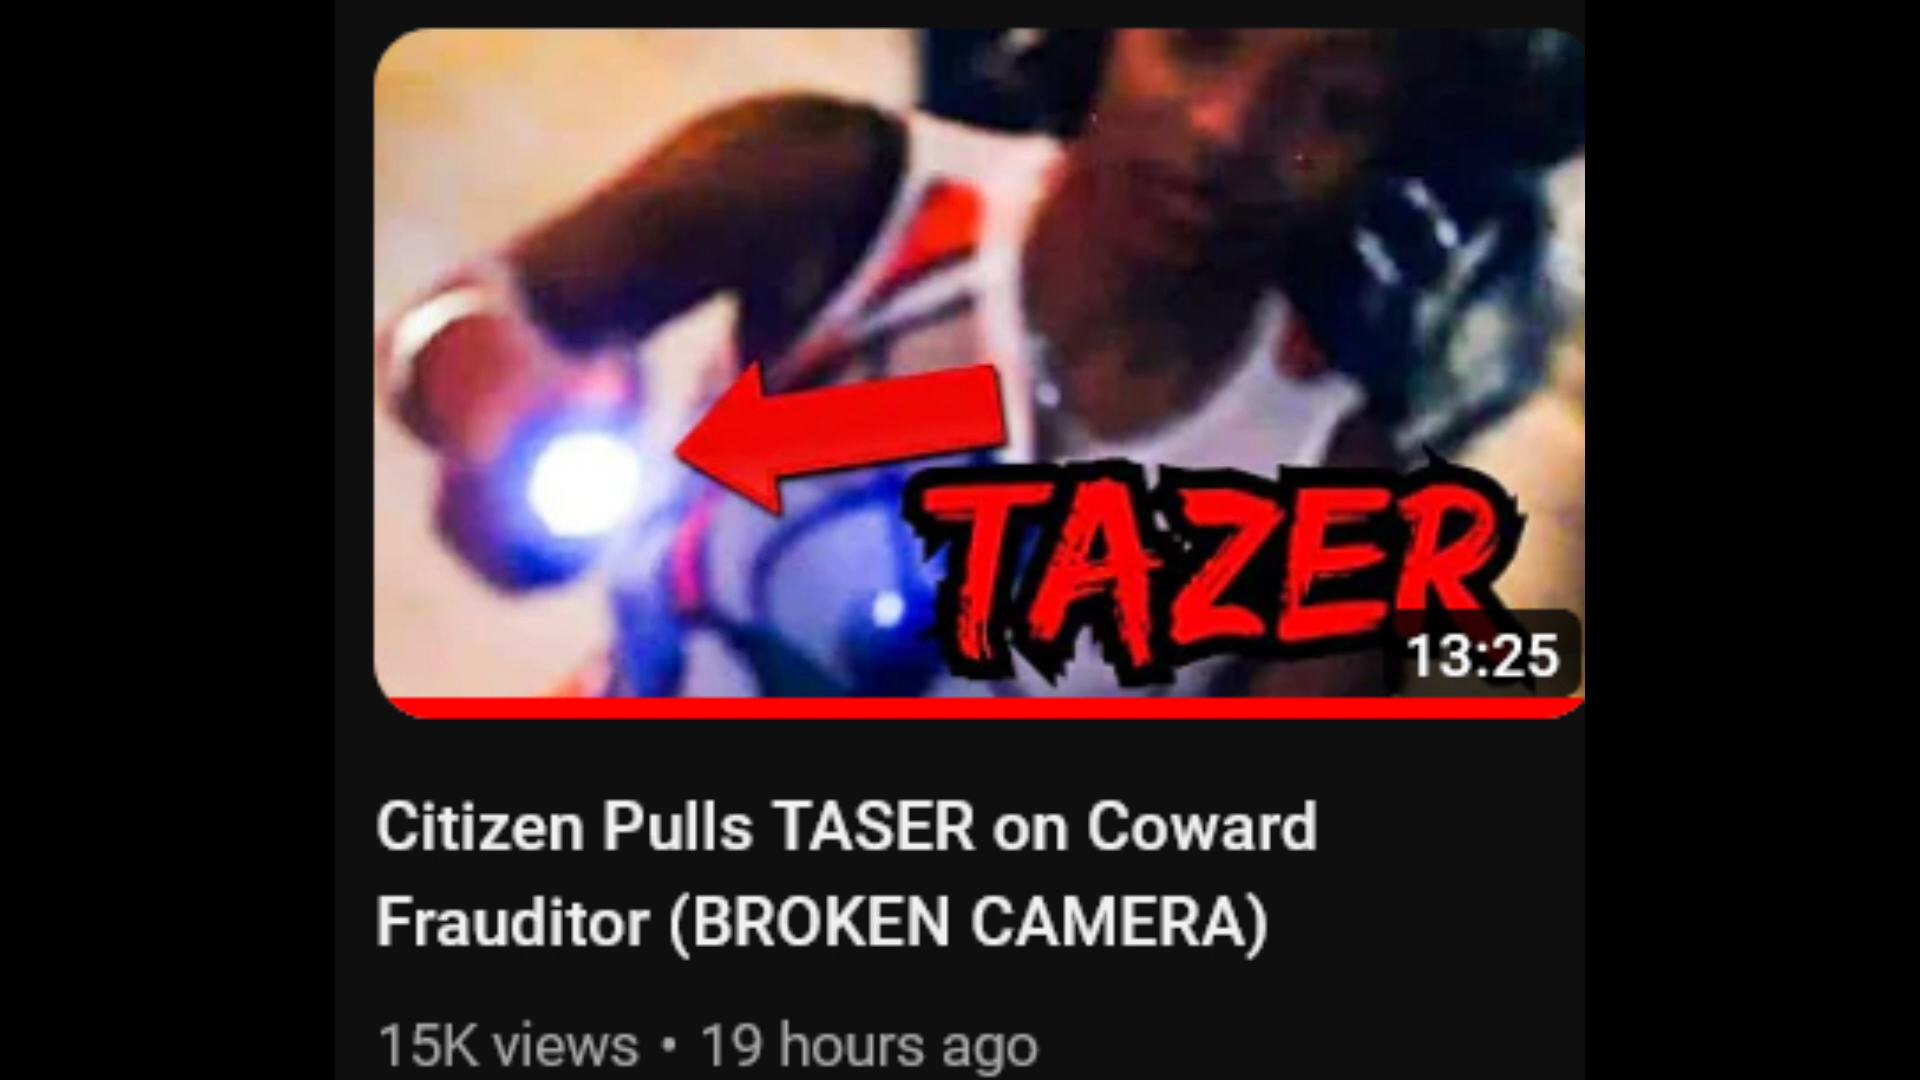 TAZER
13:25
Citizen Pulls TASER on Coward
Frauditor (BROKEN CAMERA)
15K views • 19 hours ago